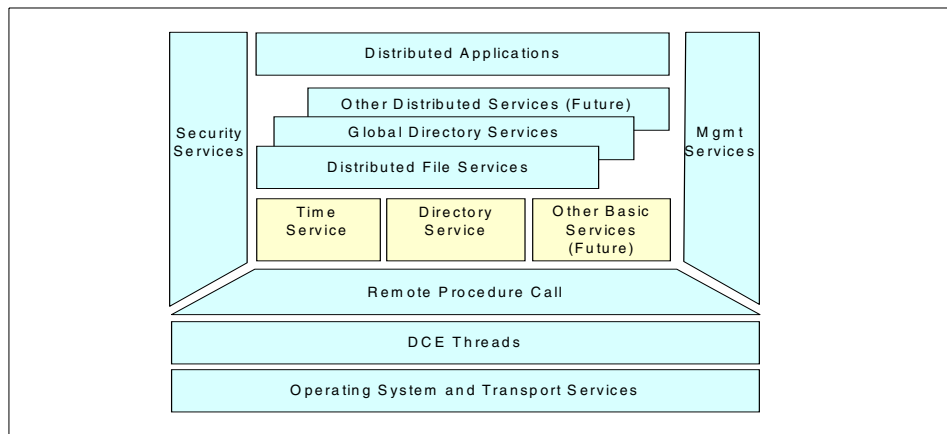 Distributed Applications
Other Distributed Services (Future)
Security
Services
Global Directory Services
Mgmt
Services
Distributed File Services
Time
Service
Directory
Service
Other Basic
Services
(Future)
Remote Procedure Call
DCE Threads
Operating System and Transport Services